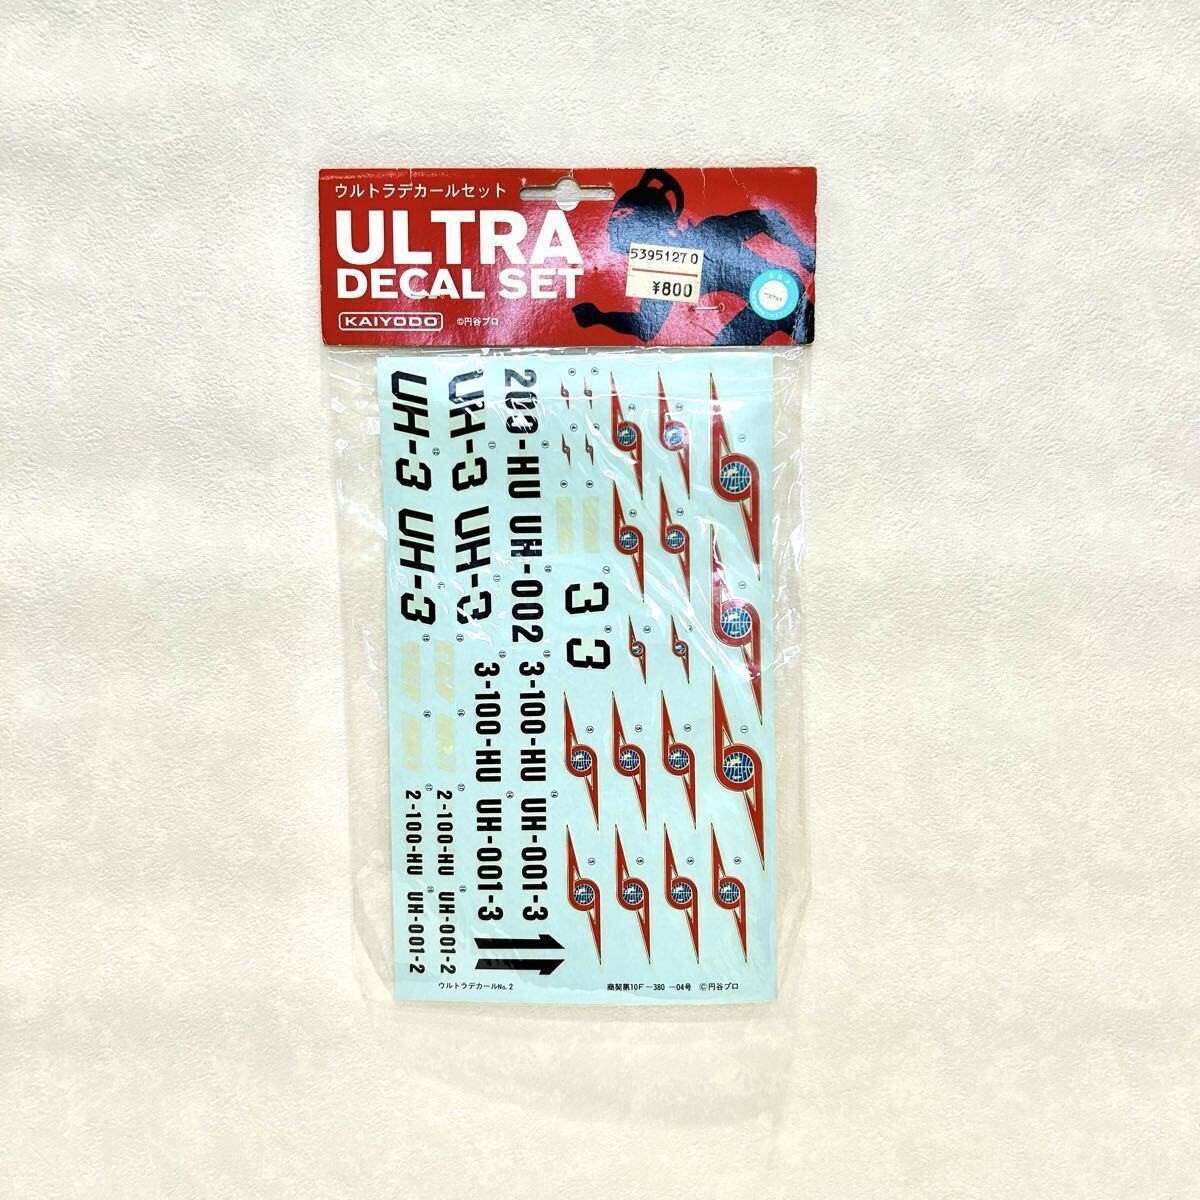 ウルトラデカールセット
ULTRA
DECAL SET
KAIYODO
©円谷プロ
53951270
¥800
UH-3
UH-3
UH-3
UH-3
200-HU
UH-002
3
3
3-100-HU
3-100-HU
UH-001-3
UH-001-3
TDF
TDF
MR1
MR1
2-100-HU
2-100-HU
UH-001-2
UH-001-2
ウルトラデカールNo.2
商契第10F-380-04号 ©円谷プロ